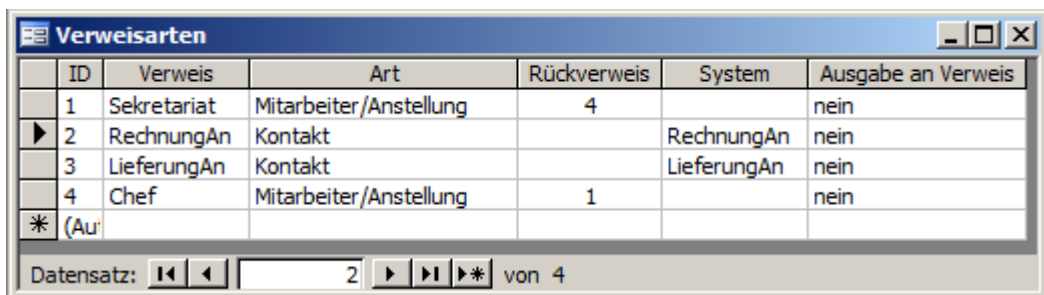 Verweisarten
ID Verweis Art Rückverweis System Ausgabe an Verweis
1 Sekretariat Mitarbeiter/Anstellung 4 nein
2 RechnungAn Kontakt RechnungAn nein
3 LieferungAn Kontakt LieferungAn nein
4 Chef Mitarbeiter/Anstellung 1 nein
(Aut
Datensatz: 2 von 4